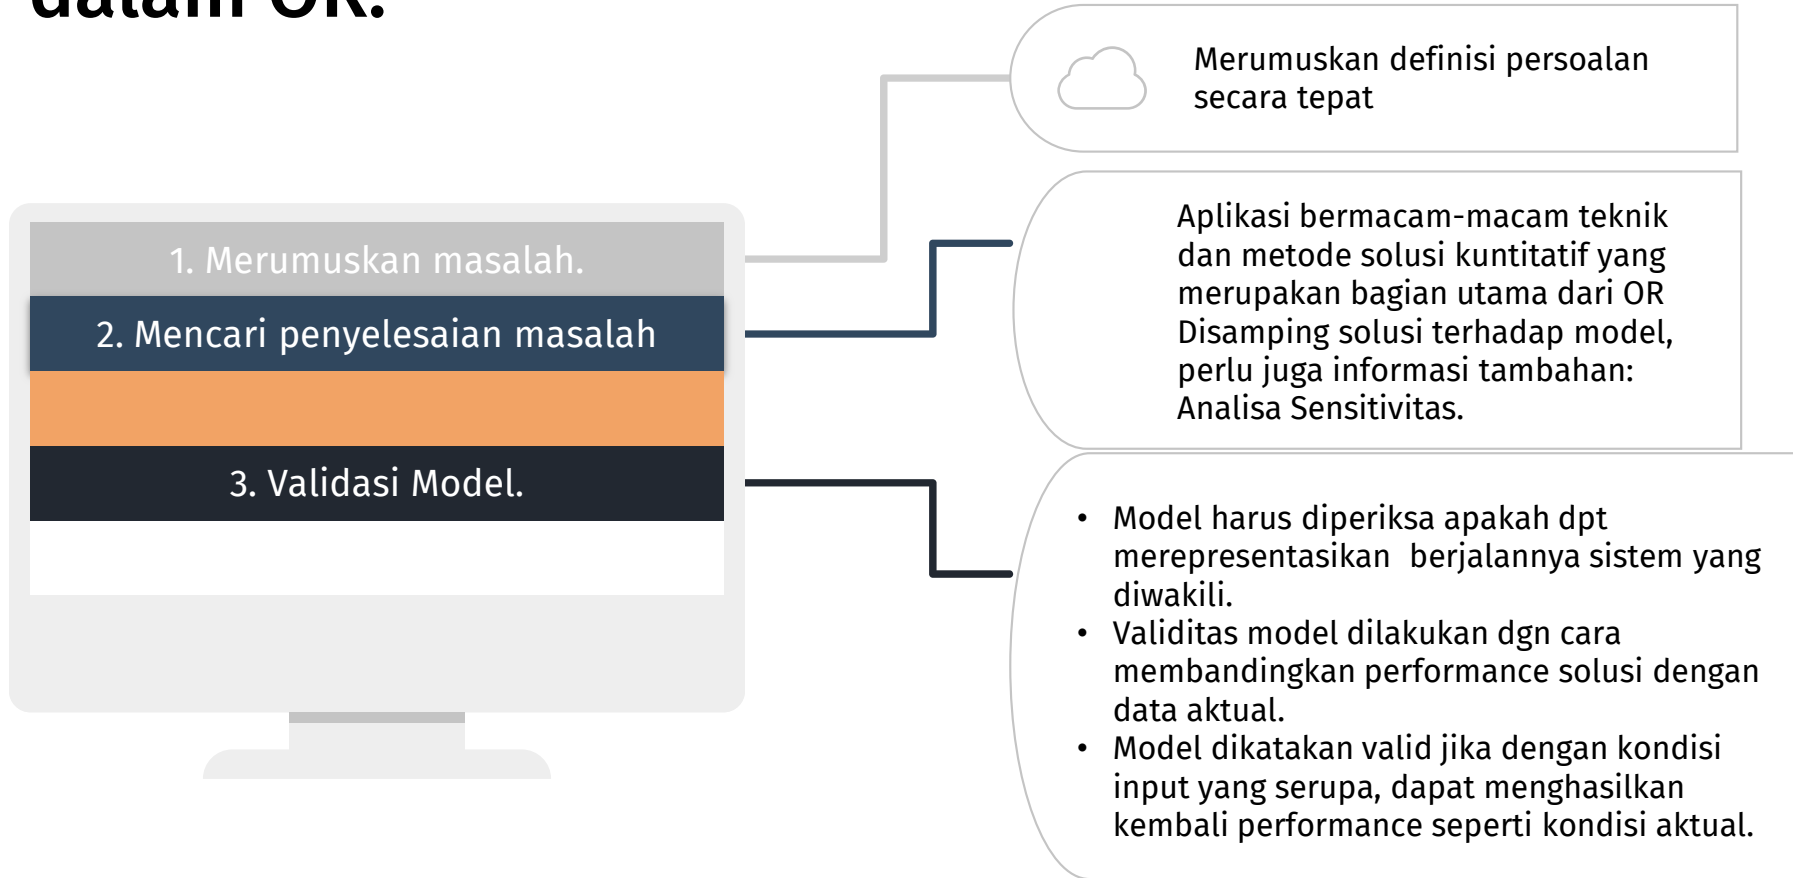 dalam OR.
1. Merumuskan masalah.
2. Mencari penyelesaian masalah
3. Validasi Model.
Merumuskan definisi persoalan
secara tepat
Aplikasi bermacam-macam teknik
dan metode solusi kuntitatif yang
merupakan bagian utama dari OR
Disamping solusi terhadap model,
perlu juga informasi tambahan:
Analisa Sensitivitas.
• Model harus diperiksa apakah dpt
merepresentasikan  berjalannya sistem yang
diwakili.
• Validitas model dilakukan dgn cara
membandingkan performance solusi dengan
data aktual.
• Model dikatakan valid jika dengan kondisi
input yang serupa, dapat menghasilkan
kembali performance seperti kondisi aktual.